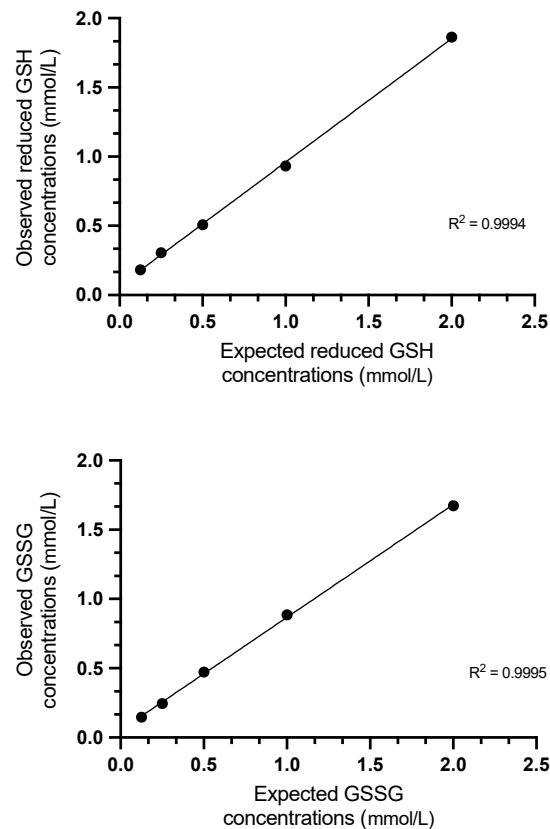 2.0
1.5
1.0
0.5
0.0
Observed reduced GSH
concentrations (mmol/L)
R² = 0.9994
0.0 0.5 1.0 1.5 2.0 2.5
Expected reduced GSH
concentrations (mmol/L)
2.0
1.5
1.0
0.5
0.0
Observed GSSG
concentrations (mmol/L)
R² = 0.9995
0.0 0.5 1.0 1.5 2.0 2.5
Expected GSSG
concentrations (mmol/L)